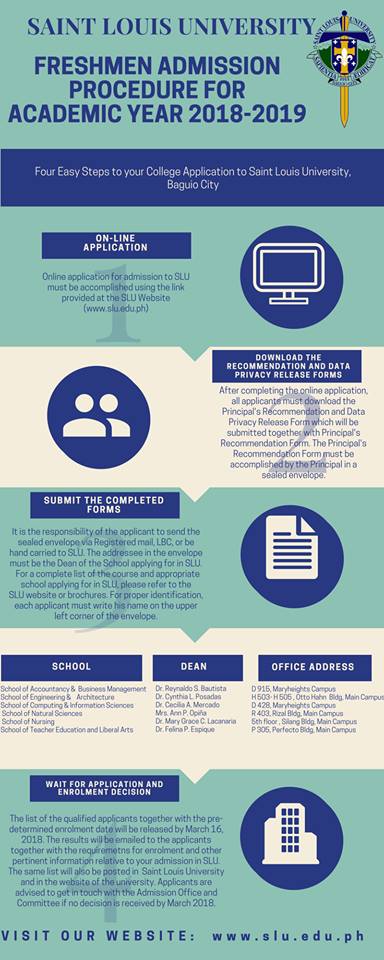 SAINT LOUIS UNIVERSITY
FRESHMEN ADMISSION
PROCEDURE FOR
ACADEMIC YEAR 2018-2019
Four Easy Steps to your College Application to Saint Louis University,
Baguio City
1
ON-LINE
APPLICATION
Online application for admission to SLU
must be accomplished using the link
provided at the SLU Website
(www.slu.edu.ph)
2
DOWNLOAD THE
RECOMMENDATION AND DATA
PRIVACY RELEASE FORMS
After completing the online application,
all applicants must download the
Principal's Recommendation and Data
Privacy Release Form which will be
submitted together with Principal's
Recommendation Form. The Principal's
Recommendation Form must be
accomplished by the Principal in a
sealed envelope.
3
SUBMIT THE COMPLETED
FORMS
It is the responsibility of the applicant to send the
sealed envelope via Registered mail, LBC, or be
hand carried to SLU. The addressee in the envelope
must be the Dean of the School applying for in SLU.
For a complete list of the course and appropriate
school applying for in SLU, please refer to the
SLU website or brochures. For proper identification,
each applicant must write his name on the upper
left corner of the envelope.
SCHOOL DEAN OFFICE ADDRESS
School of Accountancy & Business Management Dr. Reynaldo S. Bautista D 915, Maryheights Campus
School of Engineering & Architecture Dr. Cynthia L. Posadas H 503- H 505 , Otto Hahn Bldg, Main Campus
School of Computing & Information Sciences Dr. Cecilia A. Mercado D 428, Maryheights Campus
School of Natural Sciences Mrs. Ann P. Opiña R 403, Rizal Bldg, Main Campus
School of Nursing Dr. Mary Grace C. Lacanaria 5th floor , Silang Bldg, Main Campus
School of Teacher Education and Liberal Arts Dr. Felina P. Espique P 305, Perfecto Bldg, Main Campus
4
WAIT FOR APPLICATION AND
ENROLMENT DECISION
The list of the qualified applicants together with the pre-
determined enrolment date will be released by March 16,
2018. The results will be emailed to the applicants
together with the requiremetns for enrolment and other
pertinent information relative to your admission in SLU.
The same list will also be posted in Saint Louis University
and in the website of the university. Applicants are
advised to get in touch with the Admission Office and
Committee if no decision is received by March 2018.
VISIT OUR WEBSITE: www.slu.edu.ph